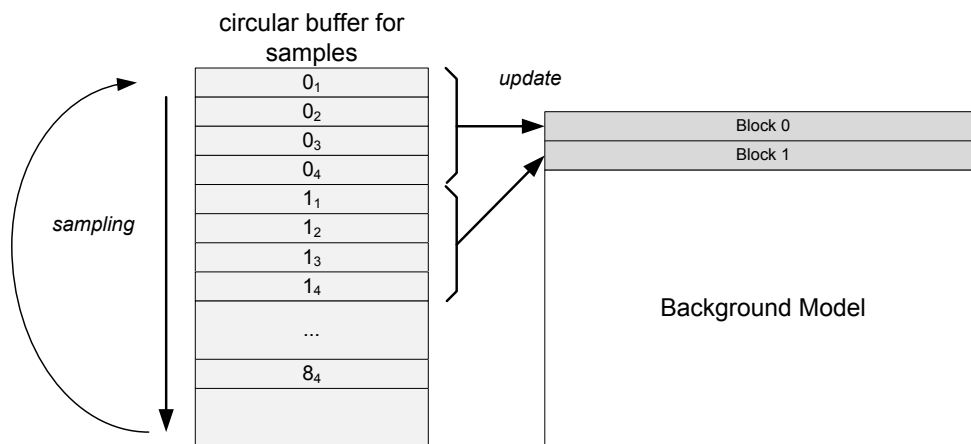 circular buffer for
samples
0₁
update
0₂
Block 0
0₃
Block 1
0₄
1₁
sampling
1₂
1₃
1₄
Background Model
...
8₄